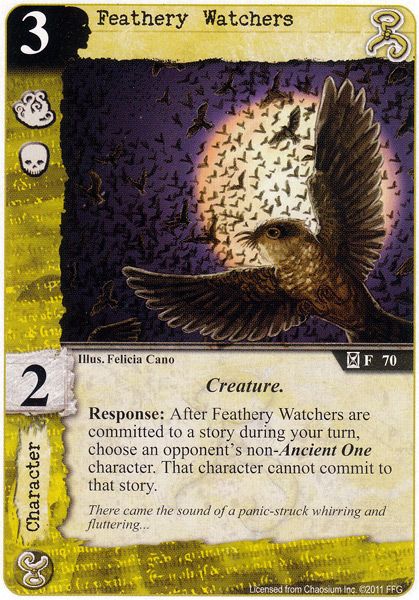 3
Feathery Watchers
Illus. Felicia Cano
F 70
2
Character
Creature.
Response: After Feathery Watchers are
committed to a story during your turn,
choose an opponent's non-Ancient One
character. That character cannot commit to
that story.
There came the sound of a panic-struck whirring and
fluttering...
Licensed from Chaosium Inc. ©2011 FFG